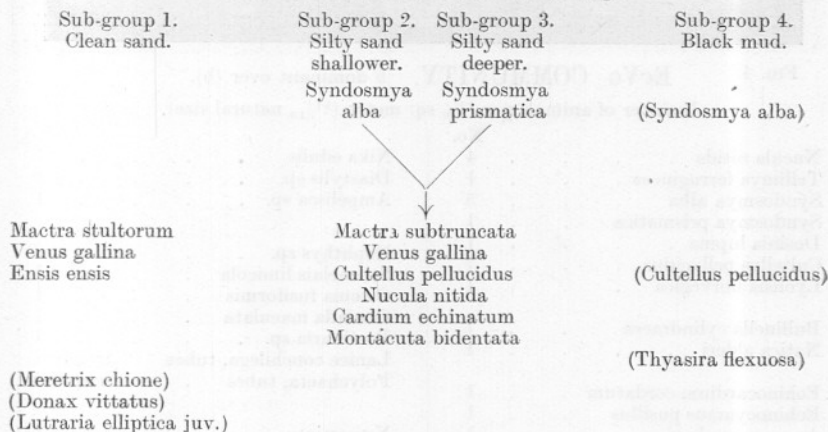 Sub-group 1. Sub-group 2. Sub-group 3. Sub-group 4.
Clean sand. Silty sand Silty sand Black mud.
shallower. deeper.
Syndosmya Syndosmya
alba prismatica (Syndosmya alba)
Mactra stultorum Mactra subtruncata
Venus gallina Venus gallina
Ensis ensis Cultellus pellucidus (Cultellus pellucidus)
Nucula nitida
Cardium echinatum
Montacuta bidentata
(Thyasira flexuosa)
(Meretrix chione)
(Donax vittatus)
(Lutraria elliptica juv.)